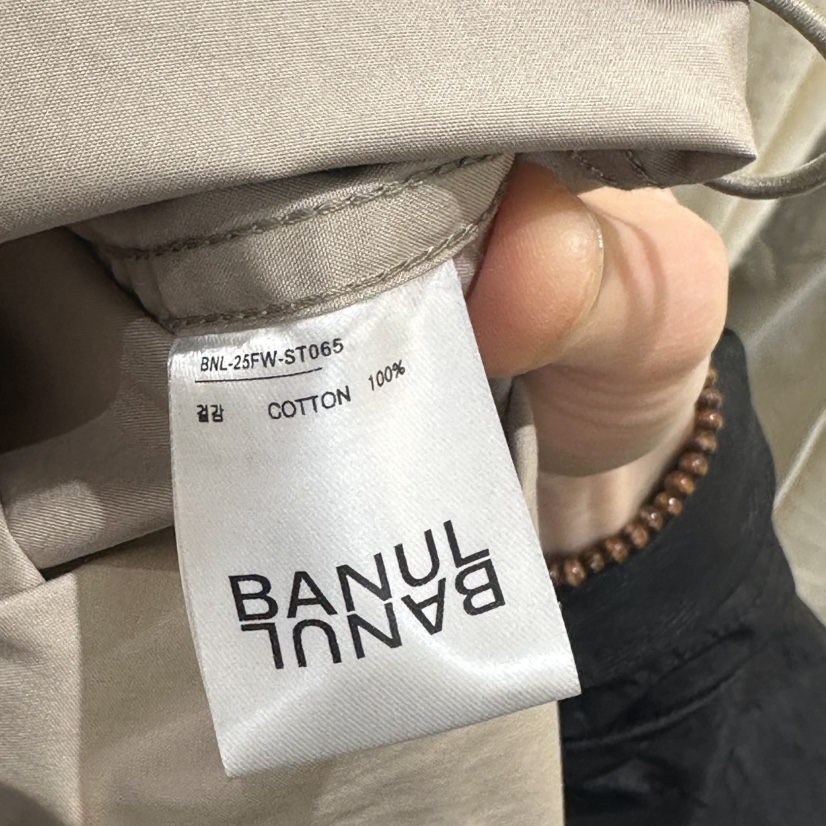 BNL-25FW-ST065
겉감 COTTON 100%
BANUL
BANUL